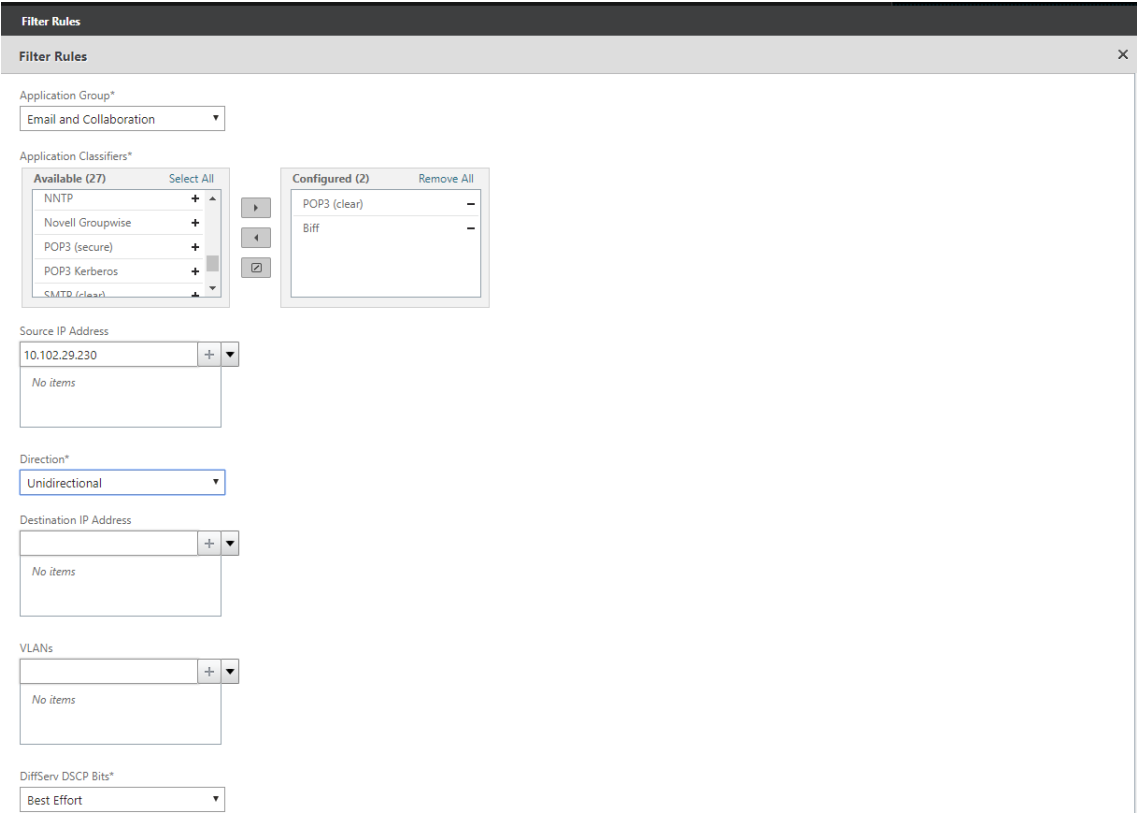 Filter Rules
Filter Rules
Application Group*
Email and Collaboration
Application Classifiers*
Available (27) Select All
NNTP
Novell Groupwise
POP3 (secure)
POP3 Kerberos
SMTP (clear)
Configured (2) Remove All
POP3 (clear)
Biff
Source IP Address
10.102.29.230
No items
Direction*
Unidirectional
Destination IP Address
No items
VLANs
No items
DiffServ DSCP Bits*
Best Effort